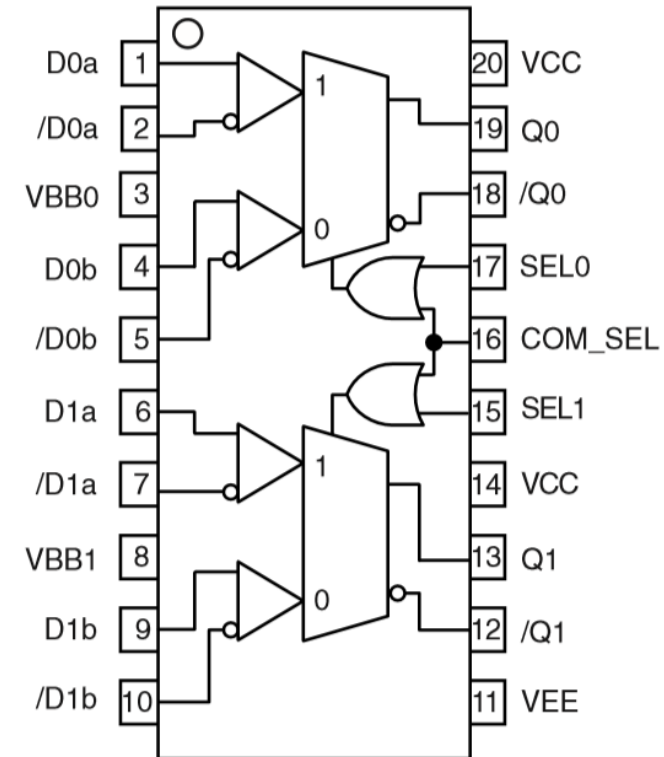 D0a 1 1 20 VCC
/D0a 2 19 Q0
VBB0 3 18 /Q0
0
D0b 4 17 SEL0
/D0b 5 16 COM_SEL
D1a 6 15 SEL1
1
/D1a 7 14 VCC
VBB1 8 13 Q1
0
D1b 9 12 /Q1
/D1b 10 11 VEE